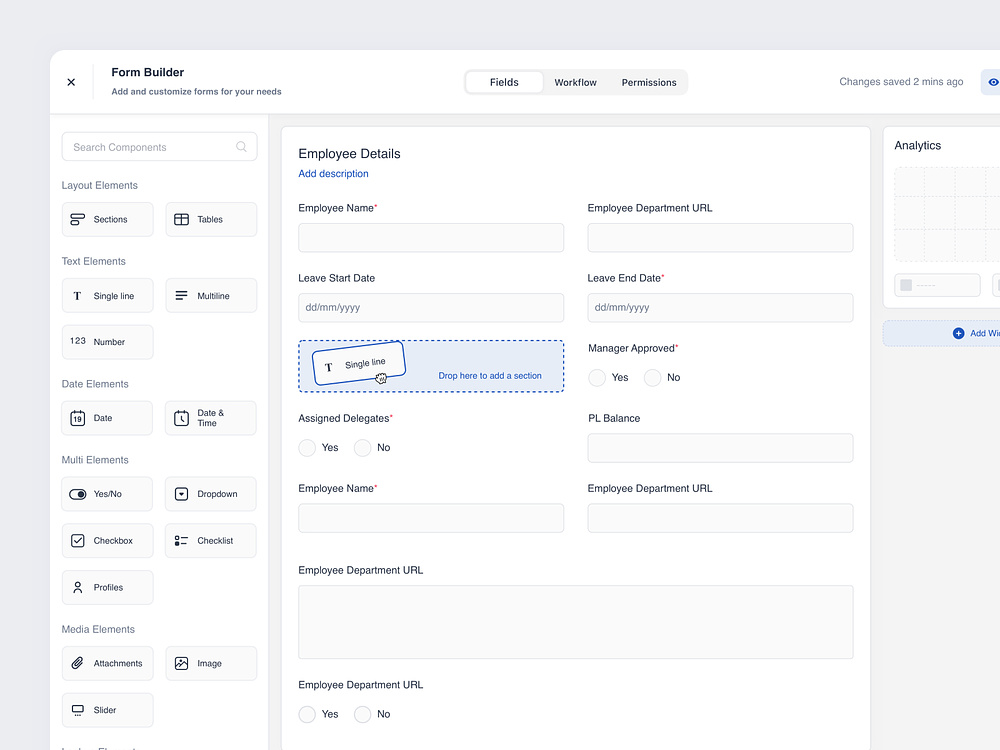 Form Builder
Add and customize forms for your needs
Fields
Workflow
Permissions
Changes saved 2 mins ago
Search Components
Layout Elements
Sections
Tables
Text Elements
T Single line
Multiline
123 Number
Date Elements
19 Date
Date &
Time
Multi Elements
Yes/No
Dropdown
Checkbox
Checklist
Profiles
Media Elements
Attachments
Image
Slider
Employee Details
Add description
Employee Name*
Employee Department URL
Leave Start Date
Leave End Date*
dd/mm/yyyy
dd/mm/yyyy
T Single line
Drop here to add a section
Manager Approved*
Yes
No
Assigned Delegates*
Yes
No
PL Balance
Employee Name*
Employee Department URL
Employee Department URL
Employee Department URL
Yes
No
Analytics
-----
Add Wi